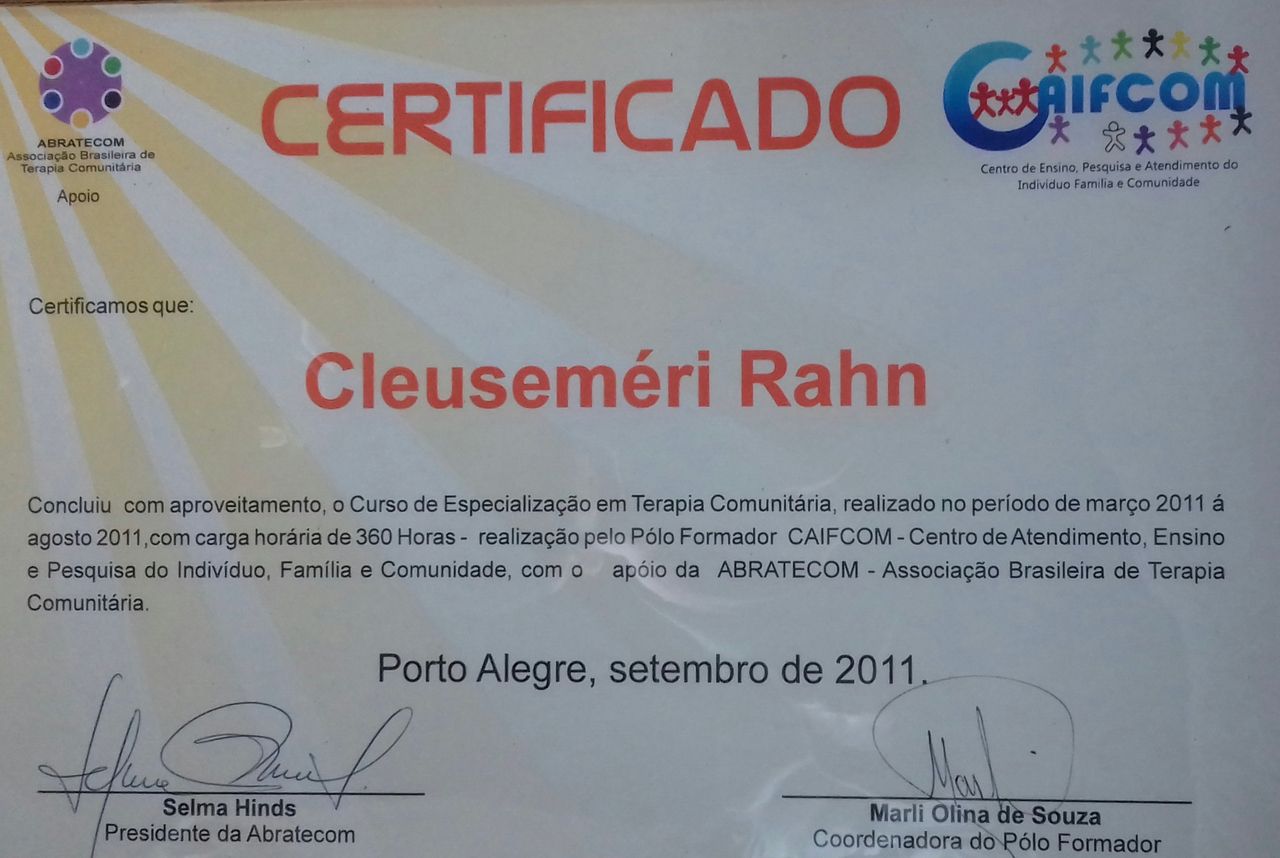 ABRATECOM
Associação Brasileira de
Terapia Comunitária
Apoio
CERTIFICADO
CAIFCOM
Centro de Ensino, Pesquisa e Atendimento do
Individuo Familia e Comunidade
Certificamos que:
Cleuseméri Rahn
Concluiu com aproveitamento, o Curso de Especialização em Terapia Comunitária, realizado no período de março 2011 á
agosto 2011,com carga horária de 360 Horas - realização pelo Pólo Formador CAIFCOM - Centro de Atendimento, Ensino
e Pesquisa do Indivíduo, Família e Comunidade, com o apóio da ABRATECOM - Associação Brasileira de Terapia
Comunitária.
Porto Alegre, setembro de 2011.
Selma Hinds
Presidente da Abratecom
Marli Olina de Souza
Coordenadora do Pólo Formador